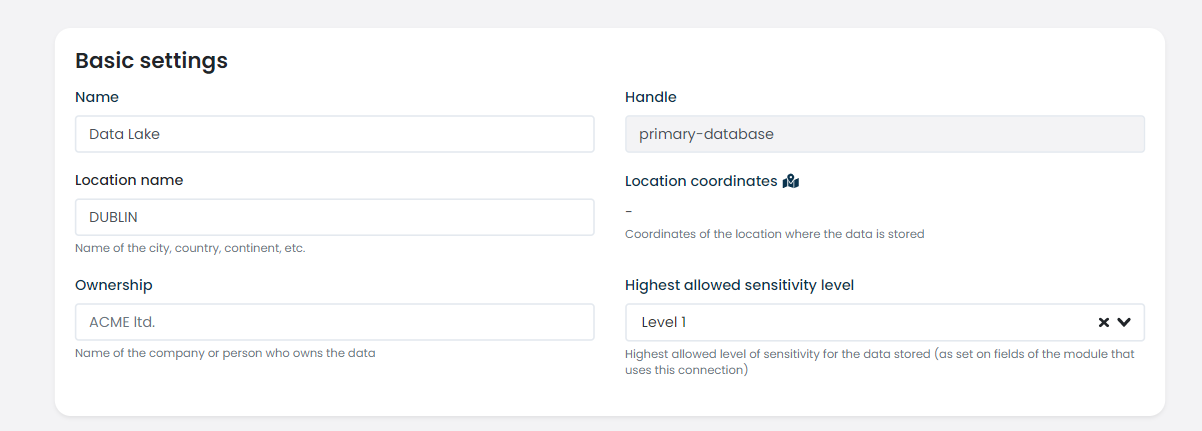 Basic settings
Name
Handle
Data Lake
primary-database
Location name
Location coordinates
DUBLIN
-
Name of the city, country, continent, etc.
Coordinates of the location where the data is stored
Ownership
Highest allowed sensitivity level
ACME ltd.
Level 1
Name of the company or person who owns the data
Highest allowed level of sensitivity for the data stored (as set on fields of the module that
uses this connection)